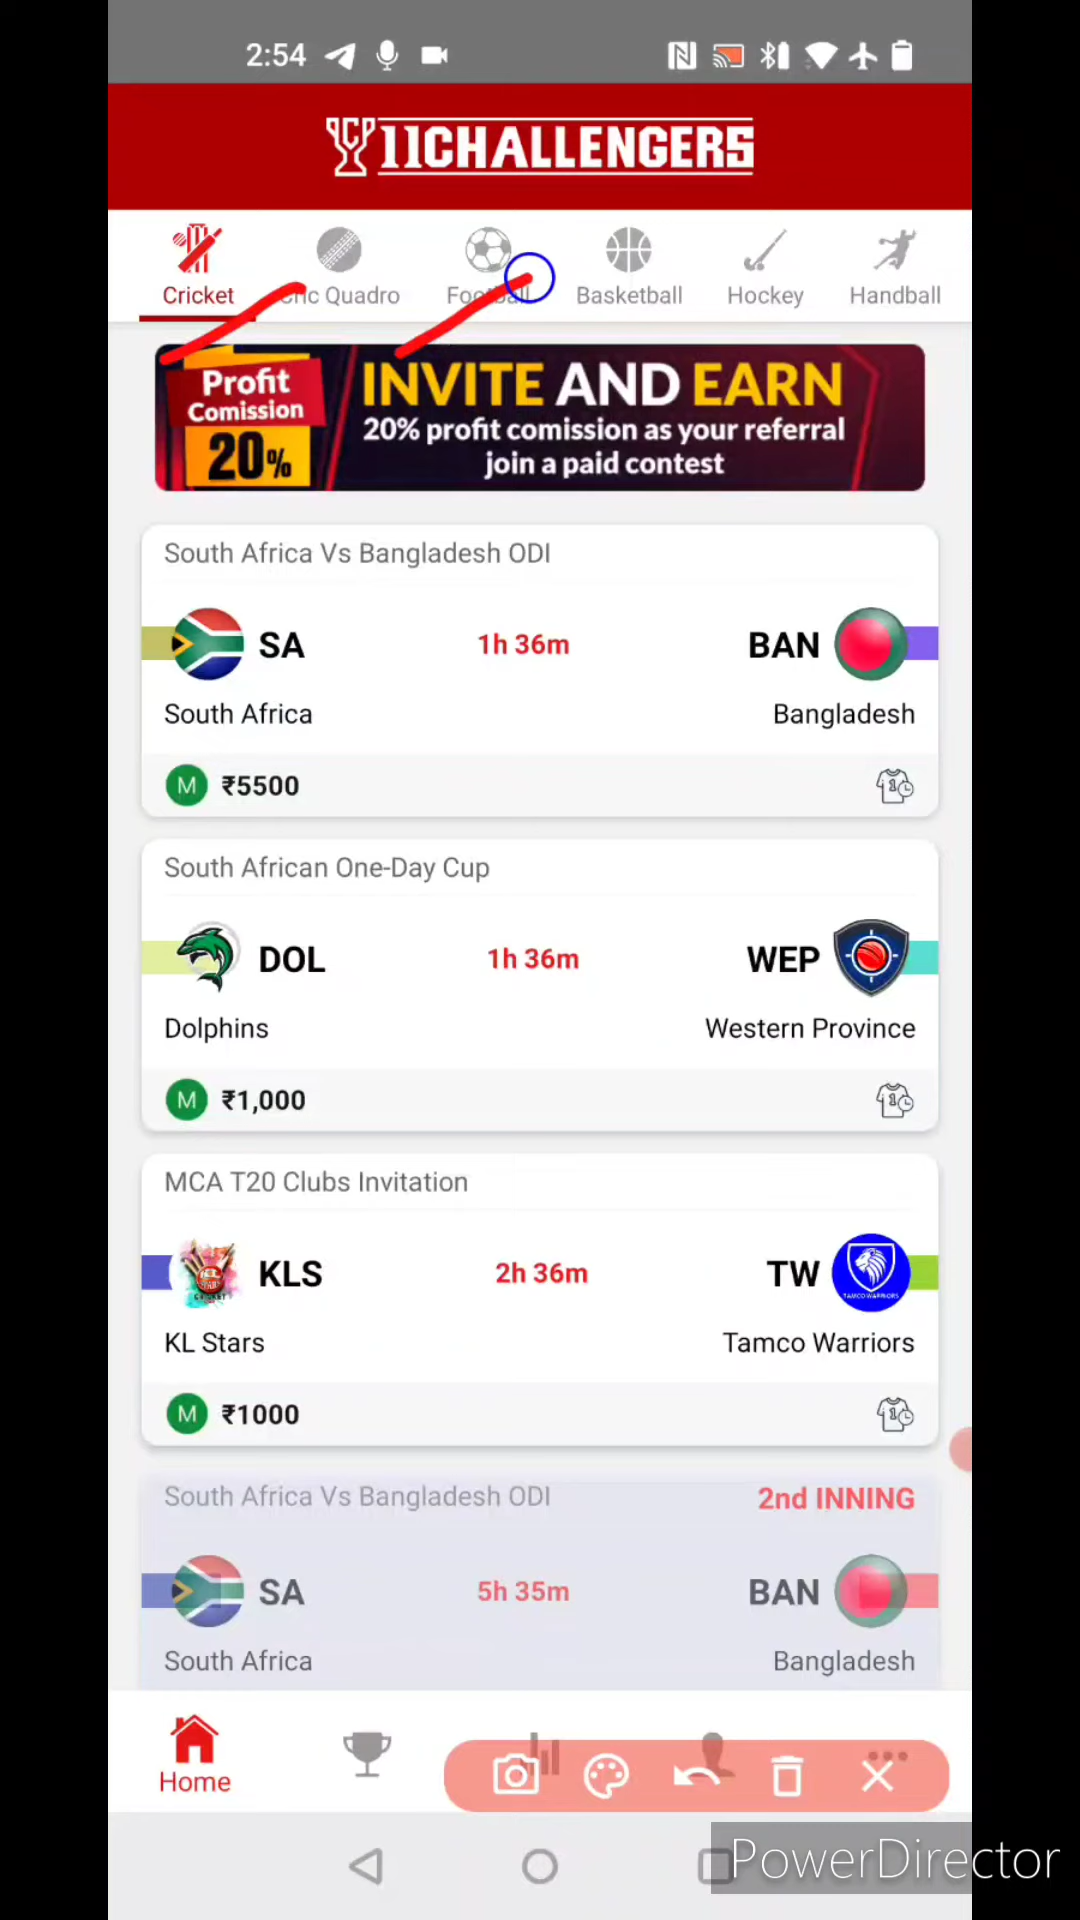 2:54
11CHALLENGERS
Cricket
Cric Quadro
Football
Basketball
Hockey
Handball
Profit
Comission
20%
INVITE AND EARN
20% profit comission as your referral
join a paid contest
South Africa Vs Bangladesh ODI
SA 1h 36m BAN
South Africa Bangladesh
M ₹5500
South African One-Day Cup
DOL 1h 36m WEP
Dolphins Western Province
M ₹1,000
MCA T20 Clubs Invitation
KLS 2h 36m TW
TAMCO WARRIORS
KL Stars Tamco Warriors
M ₹1000
South Africa Vs Bangladesh ODI 2nd INNING
SA 5h 35m BAN
South Africa Bangladesh
Home
PowerDirector